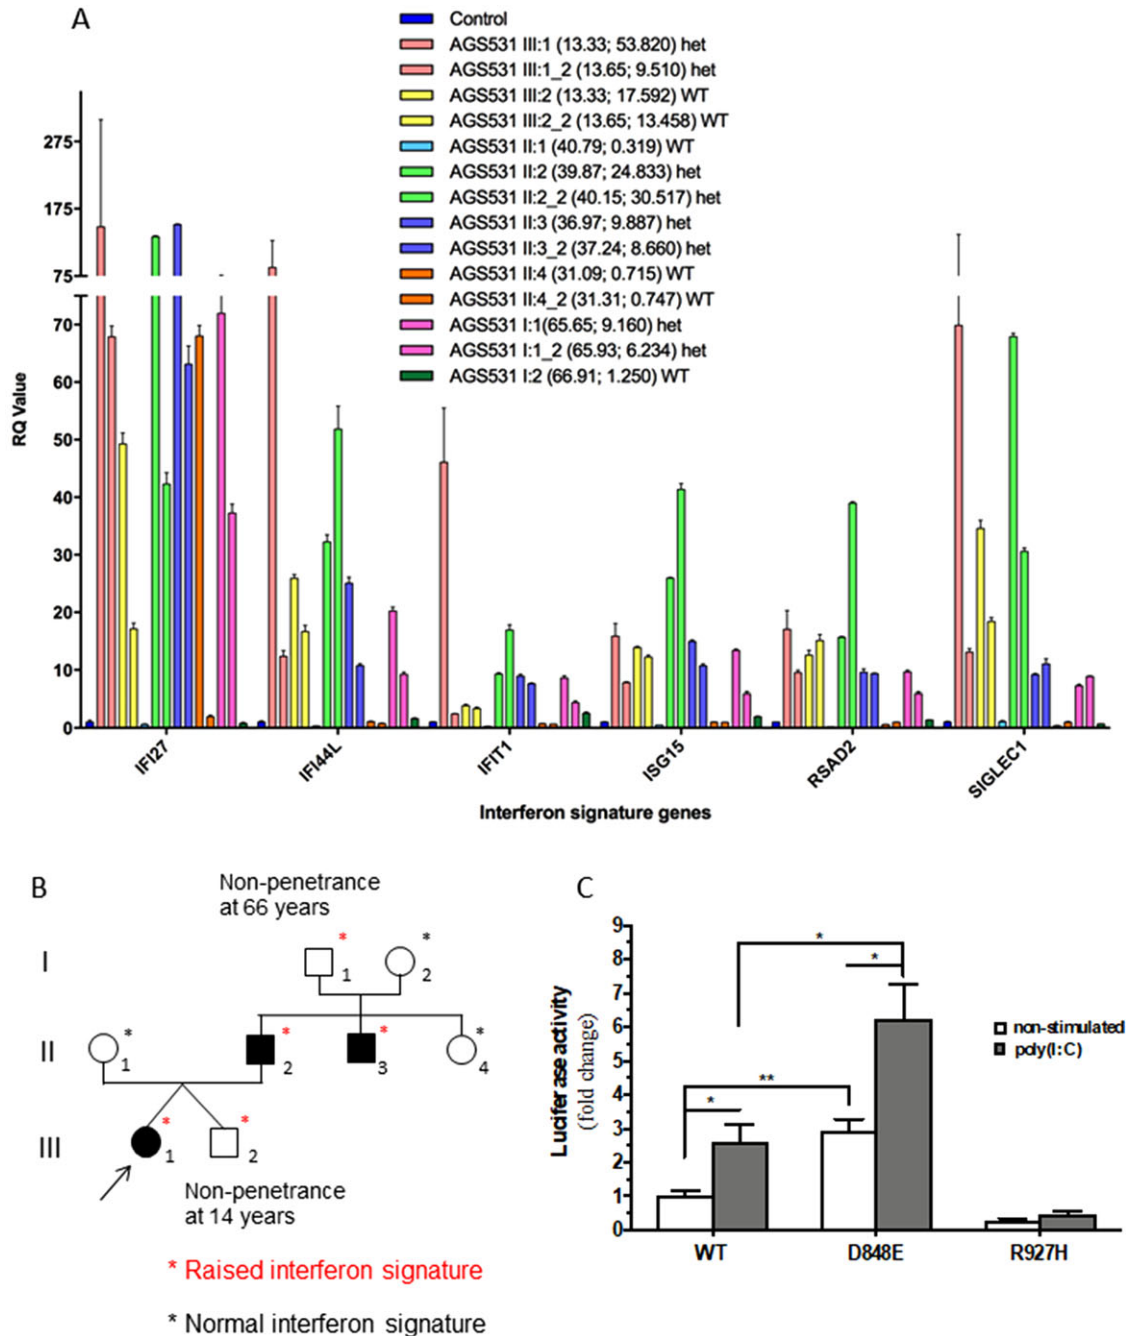 A
Control
AGS531 III:1 (13.33; 53.820) het
AGS531 III:1_2 (13.65; 9.510) het
AGS531 III:2 (13.33; 17.592) WT
AGS531 III:2_2 (13.65; 13.458) WT
AGS531 II:1 (40.79; 0.319) WT
AGS531 II:2 (39.87; 24.833) het
AGS531 II:2_2 (40.15; 30.517) het
AGS531 II:3 (36.97; 9.887) het
AGS531 II:3_2 (37.24; 8.660) het
AGS531 II:4 (31.09; 0.715) WT
AGS531 II:4_2 (31.31; 0.747) WT
AGS531 I:1(65.65; 9.160) het
AGS531 I:1_2 (65.93; 6.234) het
AGS531 I:2 (66.91; 1.250) WT
275
175
75
70
60
50
40
30
20
10
0
RQ Value
IFI27
IFI44L
IFIT1
ISG15
RSAD2
SIGLEC1
Interferon signature genes
B
Non-penetrance
at 66 years
I
* *
1 2
II
* * * *
1 2 3 4
III
* *
1 2
Non-penetrance
at 14 years
* Raised interferon signature
* Normal interferon signature
C
9
8
7
6
5
4
3
2
1
0
Luciferase activity
(fold change)
*
*
**
*
non-stimulated
poly(I:C)
WT
D848E
R927H